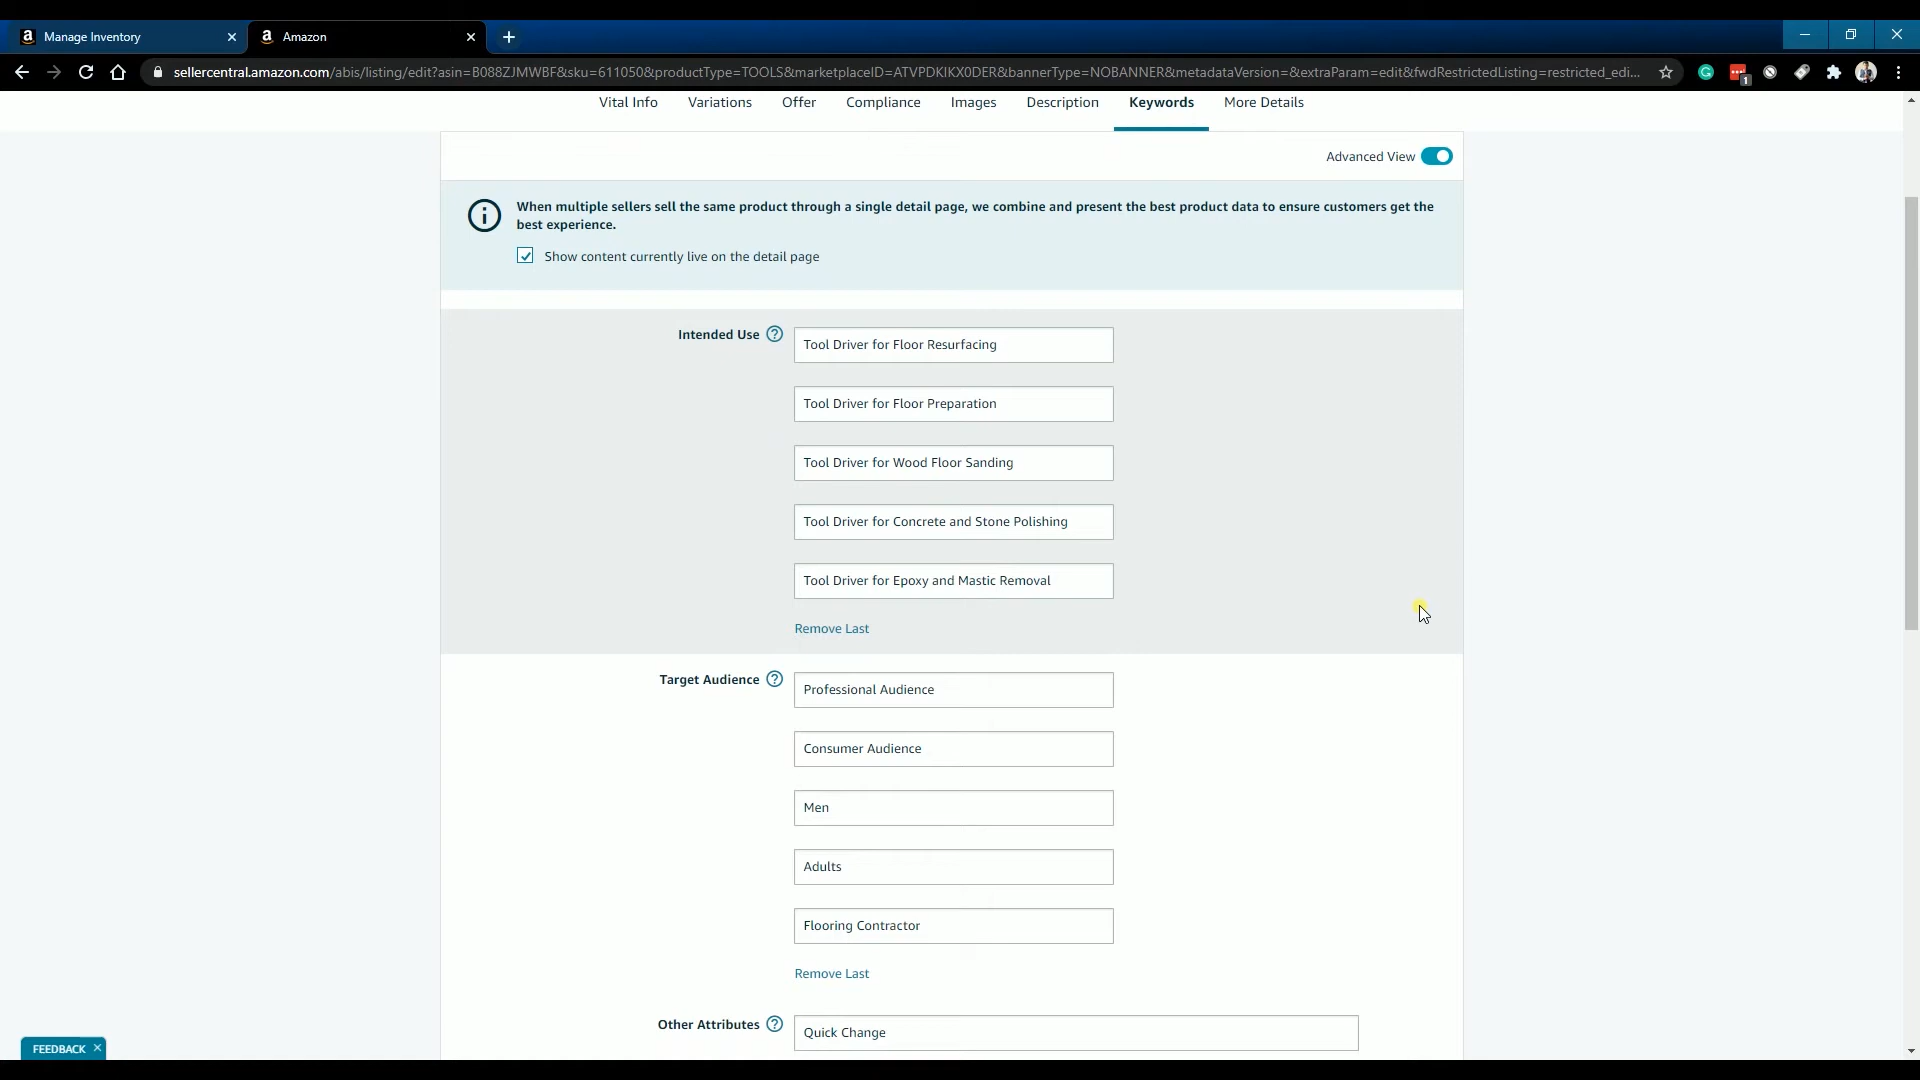 Manage Inventory
Amazon
sellercentral.amazon.com/abis/listing/edit?asin=B088ZJMWBF&sku=611050&productType=TOOLS&marketplaceID=ATVPDKIKX0DER&bannerType=NOBANNER&metadataVersion=&extraParam=edit&fwdRestrictedListing=restricted_edi...
1
Vital Info
Variations
Offer
Compliance
Images
Description
Keywords
More Details
Advanced View
When multiple sellers sell the same product through a single detail page, we combine and present the best product data to ensure customers get the
best experience.
Show content currently live on the detail page
Intended Use
Tool Driver for Floor Resurfacing
Tool Driver for Floor Preparation
Tool Driver for Wood Floor Sanding
Tool Driver for Concrete and Stone Polishing
Tool Driver for Epoxy and Mastic Removal
Remove Last
Target Audience
Professional Audience
Consumer Audience
Men
Adults
Flooring Contractor
Remove Last
Other Attributes
Quick Change
FEEDBACK